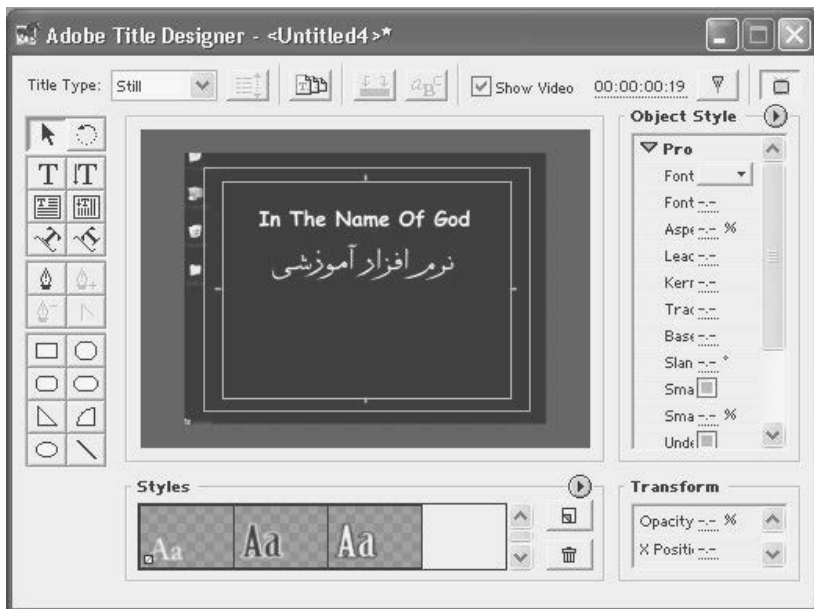 Adobe Title Designer - <Untitled4>*
Title Type: Still Show Video 00:00:00:19
Object Style
Pro
Font
Font -.-
Aspe -.- %
Leac -.-
Kerr -.-
Trac -.-
Base -.-
Slan -.- °
Sma
Sma -.- %
Unde
In The Name Of God
نرم افزار آموزشی
Styles
Aa Aa Aa
Transform
Opacity -.- %
X Positi -.-